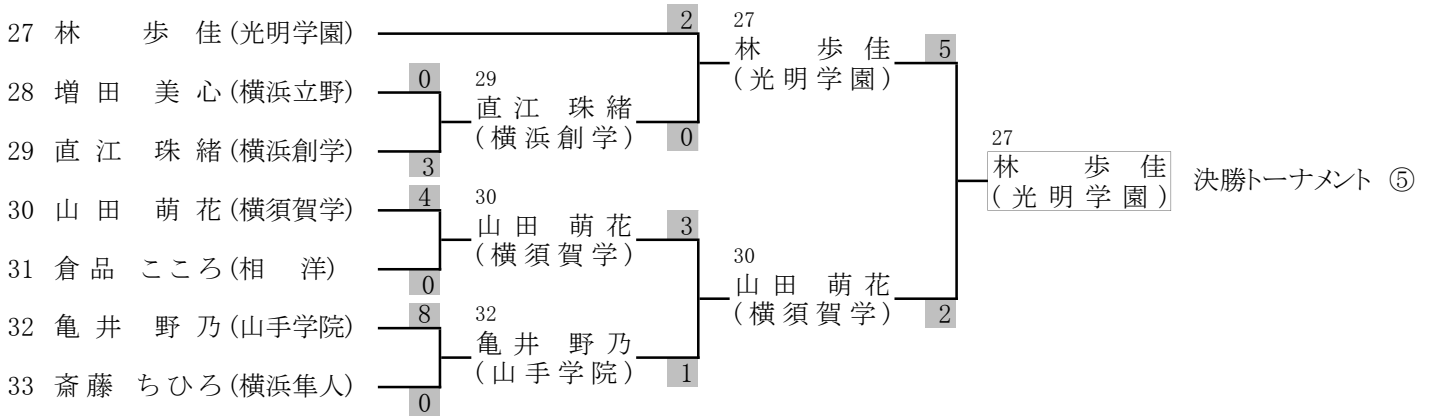 27 林 歩 佳 (光明学園)
28 増 田 美 心 (横浜立野)
29 直 江 珠 緒 (横浜創学)
30 山 田 萌 花 (横須賀学)
31 倉 品 こころ (相 洋)
32 亀 井 野 乃 (山手学院)
33 斎 藤 ちひろ (横浜隼人)
0
3
4
0
8
0
29
直 江 珠 緒
(横浜創学)
30
山 田 萌 花
(横須賀学)
32
亀 井 野 乃
(山手学院)
2
0
3
1
27
林 歩 佳
(光明学園)
30
山 田 萌 花
(横須賀学)
5
2
27
林 歩 佳
(光明学園)
決勝トーナメント ⑤